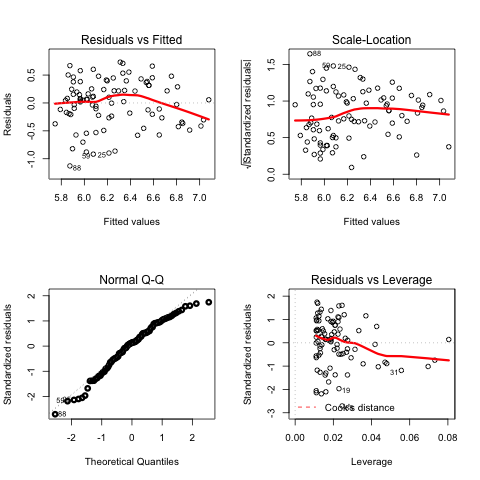 Residuals vs Fitted
Residuals
0.5
0.0
-0.5
-1.0
59 25
88
5.8 6.0 6.2 6.4 6.6 6.8 7.0
Fitted values
Scale-Location
√|Standardized residuals|
1.5
1.0
0.5
0.0
88
59 25
5.8 6.0 6.2 6.4 6.6 6.8 7.0
Fitted values
Normal Q-Q
Standardized residuals
2
1
0
-1
-2
88
-2 -1 0 1 2
Theoretical Quantiles
Residuals vs Leverage
Standardized residuals
2
1
0
-1
-2
-3
31
19
Cook's distance
0.00 0.02 0.04 0.06 0.08
Leverage